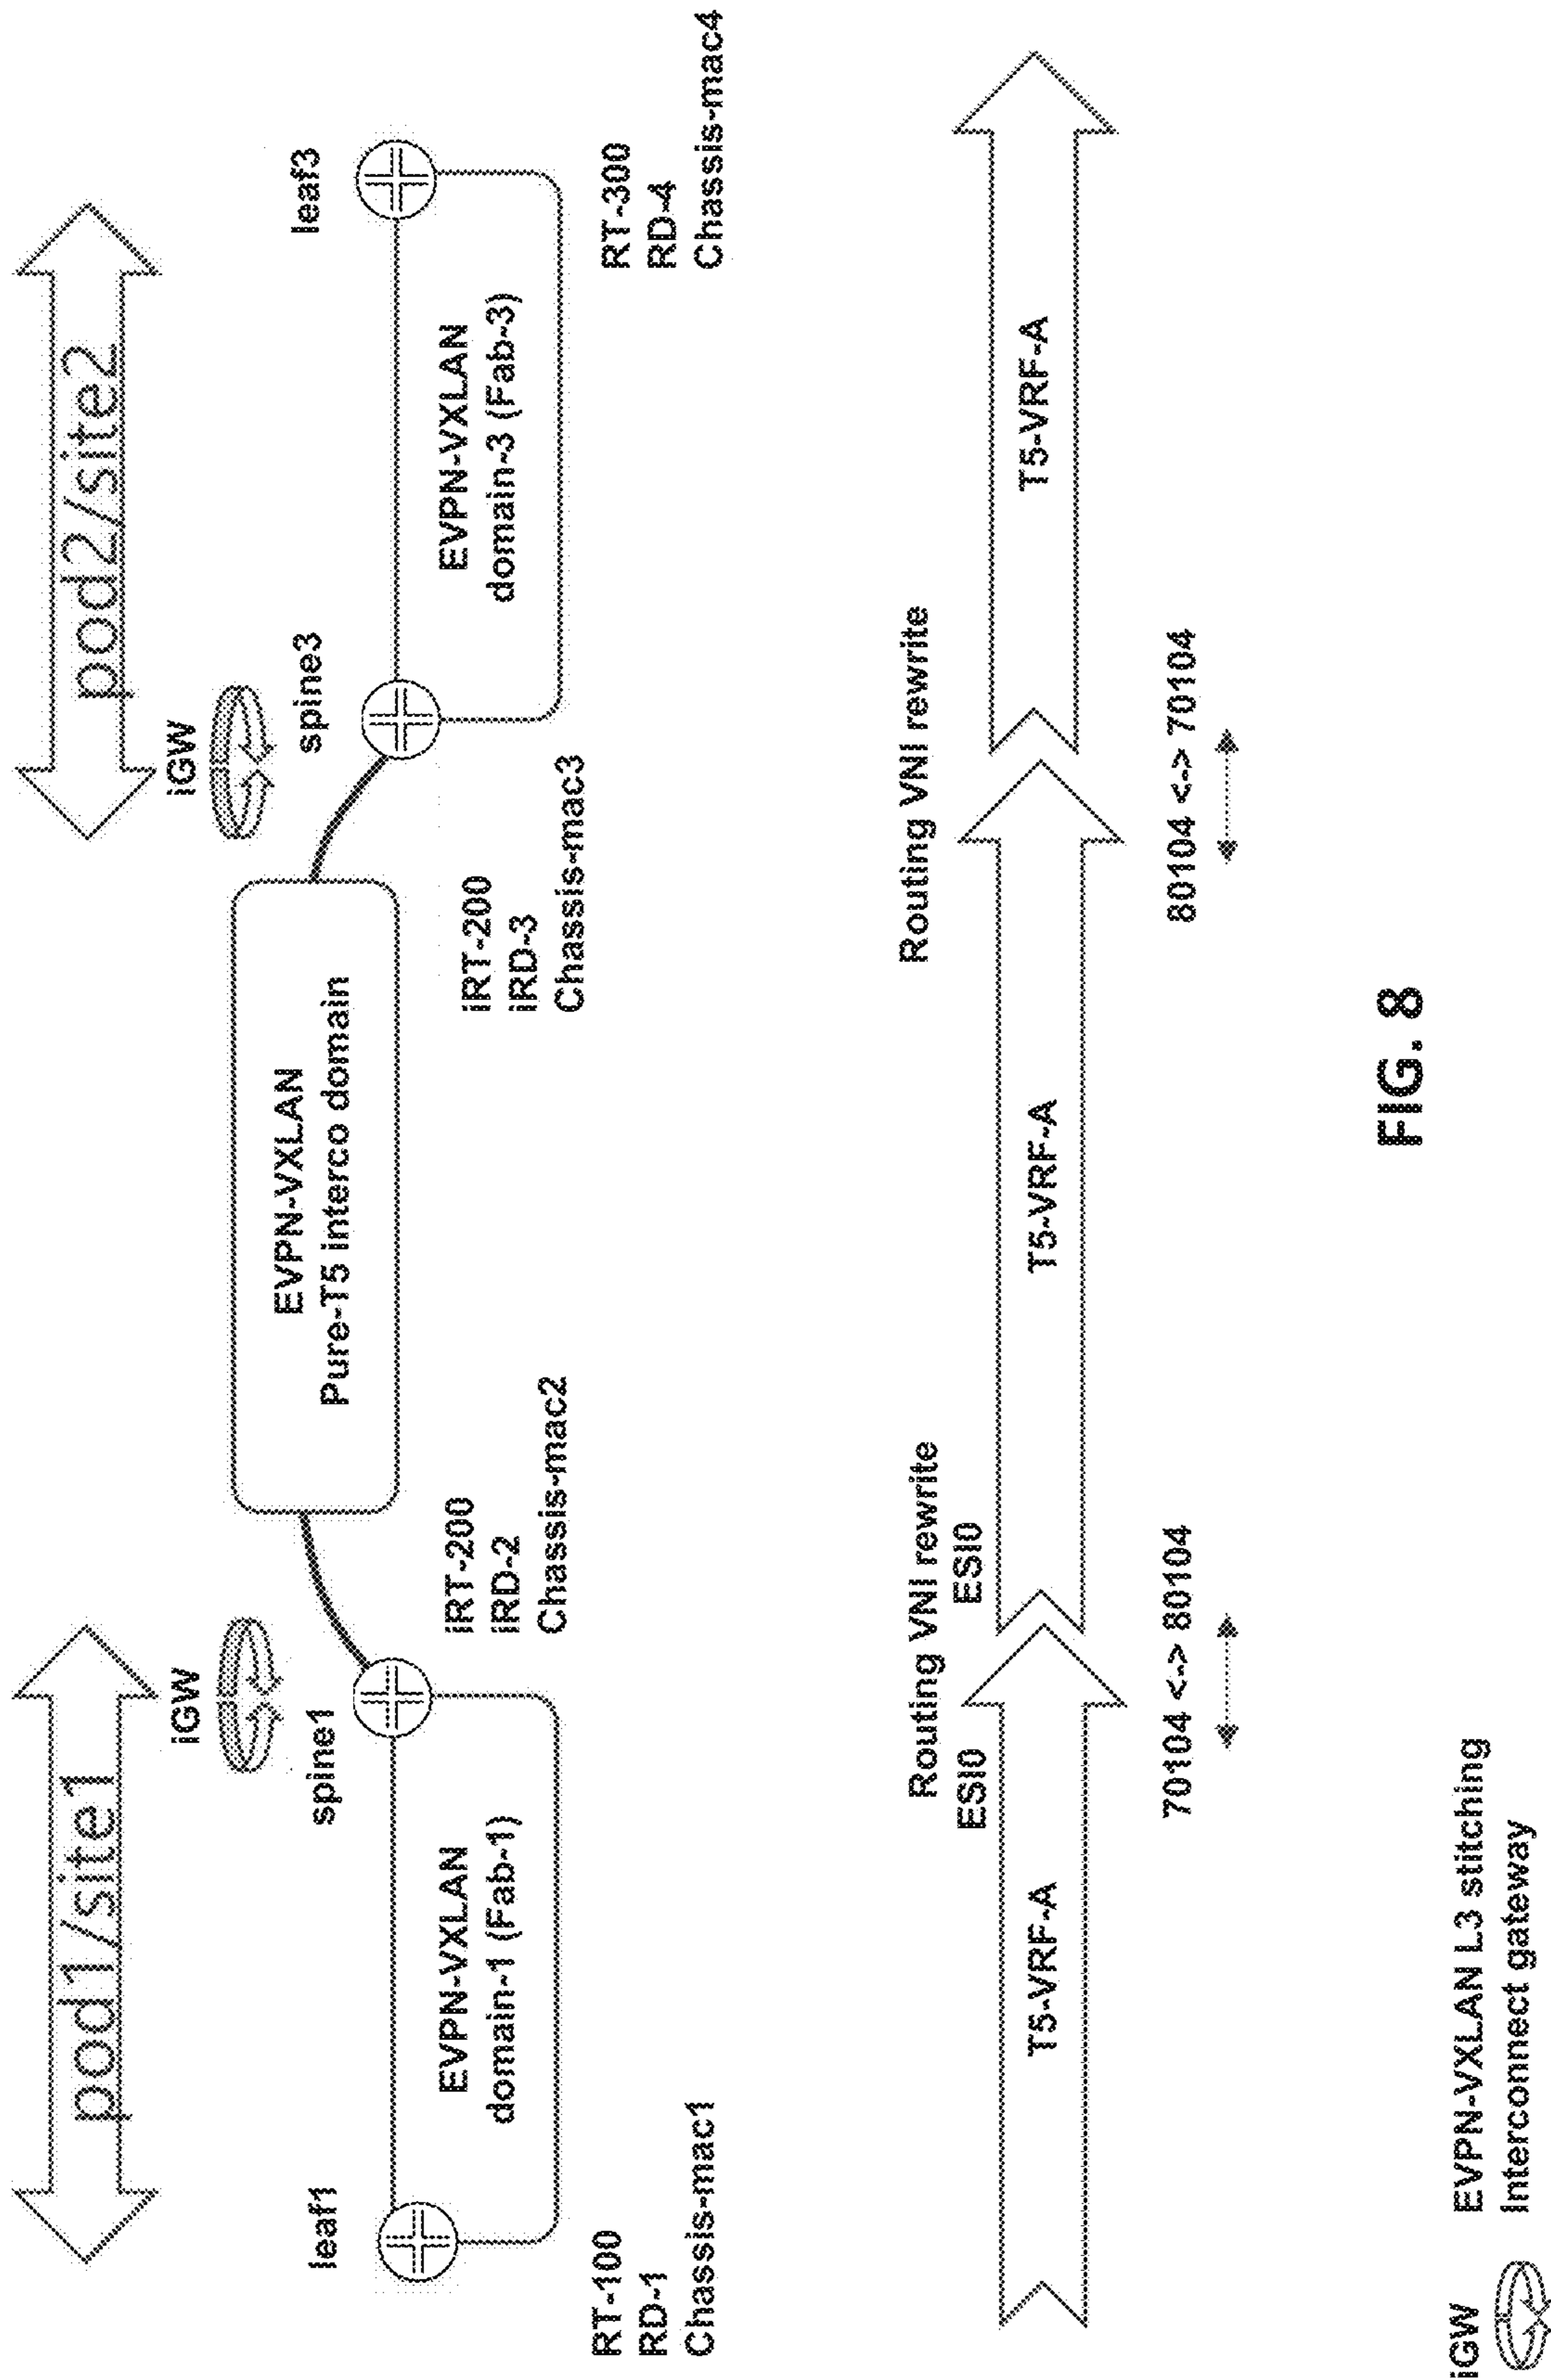 pod1/site1
pod2/site2
iGW
iGW
leaf1
spine1
spine3
leaf3
EVPN-VXLAN
domain-1 (Fab-1)
EVPN-VXLAN
Pure-T5 interco domain
EVPN-VXLAN
domain-3 (Fab-3)
RT-100
RD-1
Chassis-mac1
iRT-200
iRD-2
Chassis-mac2
iRT-200
iRD-3
Chassis-mac3
RT-300
RD-4
Chassis-mac4
Routing VNI rewrite
ESI0
ESI0
Routing VNI rewrite
T5-VRF-A
T5-VRF-A
T5-VRF-A
70104 <-> 80104
80104 <-> 70104
FIG. 8
iGW
EVPN-VXLAN L3 stitching
Interconnect gateway